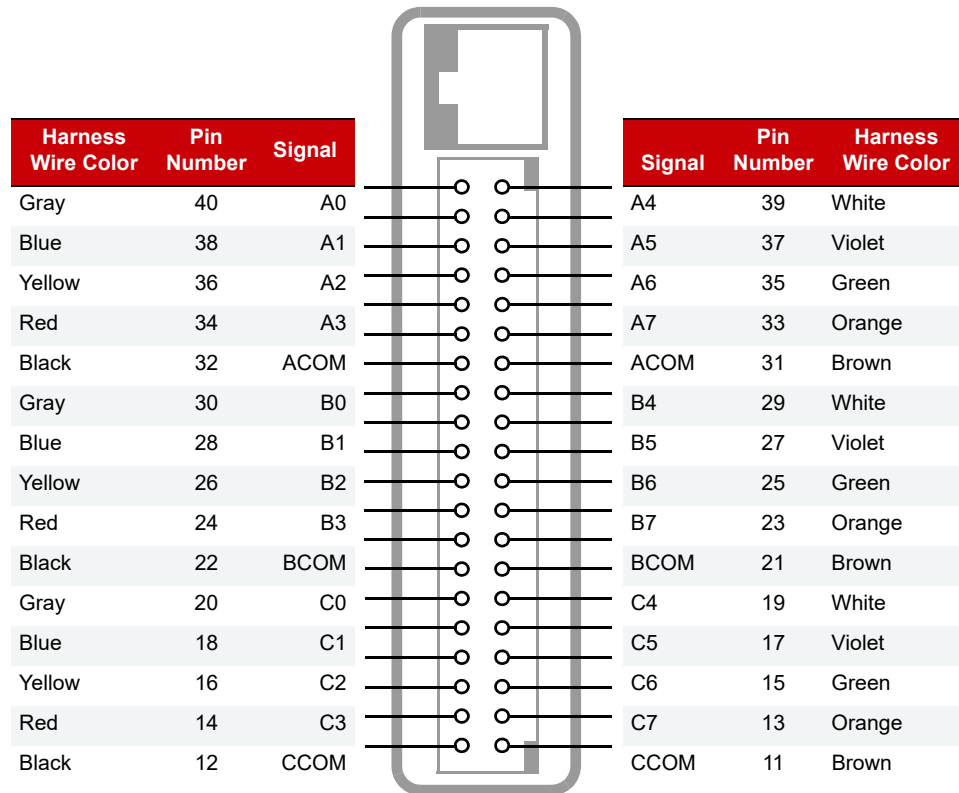 Harness Wire Color Pin Number Signal
Gray 40 A0
Blue 38 A1
Yellow 36 A2
Red 34 A3
Black 32 ACOM
Gray 30 B0
Blue 28 B1
Yellow 26 B2
Red 24 B3
Black 22 BCOM
Gray 20 C0
Blue 18 C1
Yellow 16 C2
Red 14 C3
Black 12 CCOM
Signal Pin Number Harness Wire Color
A4 39 White
A5 37 Violet
A6 35 Green
A7 33 Orange
ACOM 31 Brown
B4 29 White
B5 27 Violet
B6 25 Green
B7 23 Orange
BCOM 21 Brown
C4 19 White
C5 17 Violet
C6 15 Green
C7 13 Orange
CCOM 11 Brown